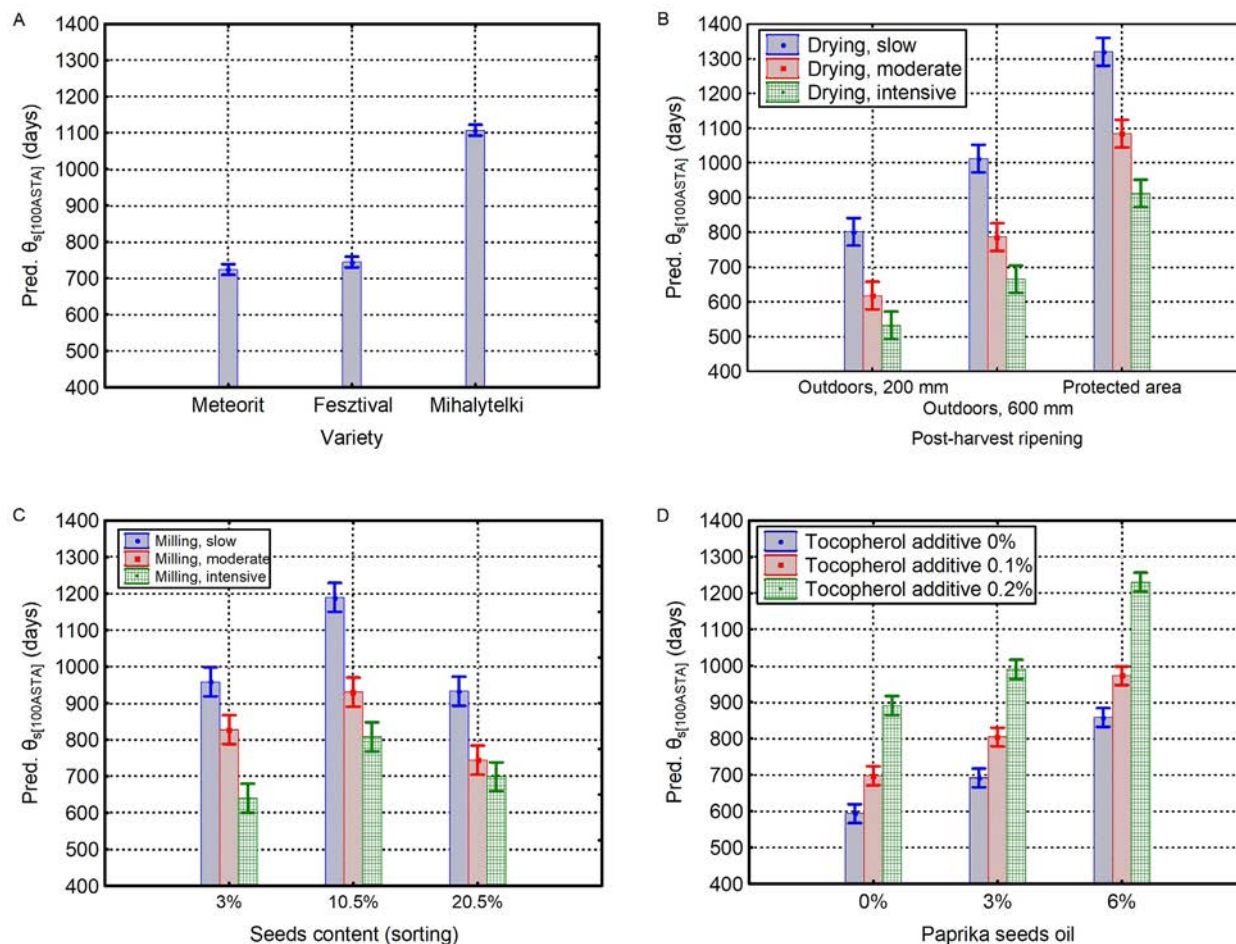 A
1400
1300
1200
1100
1000
900
800
700
600
500
400
Pred. θs[100ASTA] (days)
Meteorit Fesztival Mihalytelki
Variety
B
1400
1300
1200
1100
1000
900
800
700
600
500
400
Pred. θs[100ASTA] (days)
Drying, slow
Drying, moderate
Drying, intensive
Outdoors, 200 mm Protected area
Outdoors, 600 mm
Post-harvest ripening
C
1400
1300
1200
1100
1000
900
800
700
600
500
400
Pred. θs[100ASTA] (days)
Milling, slow
Milling, moderate
Milling, intensive
3% 10.5% 20.5%
Seeds content (sorting)
D
1400
1300
1200
1100
1000
900
800
700
600
500
400
Pred. θs[100ASTA] (days)
Tocopherol additive 0%
Tocopherol additive 0.1%
Tocopherol additive 0.2%
0% 3% 6%
Paprika seeds oil